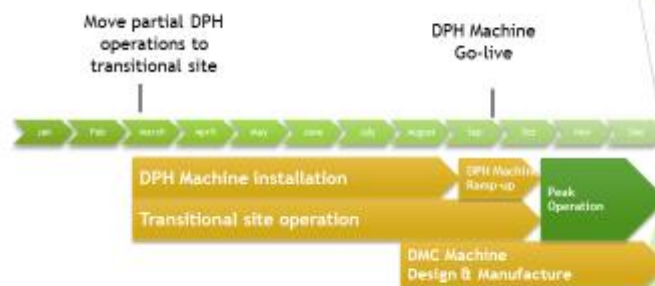 Move partial DPH
operations to
transitional site
DPH Machine
Go-live
Jan
Feb
March
April
May
June
July
August
Sep
Oct
Nov
Dec
DPH Machine installation
DPH Machin
Ramp-up
Peak
Operation
Transitional site operation
DMC Machine
Design & Manufacture